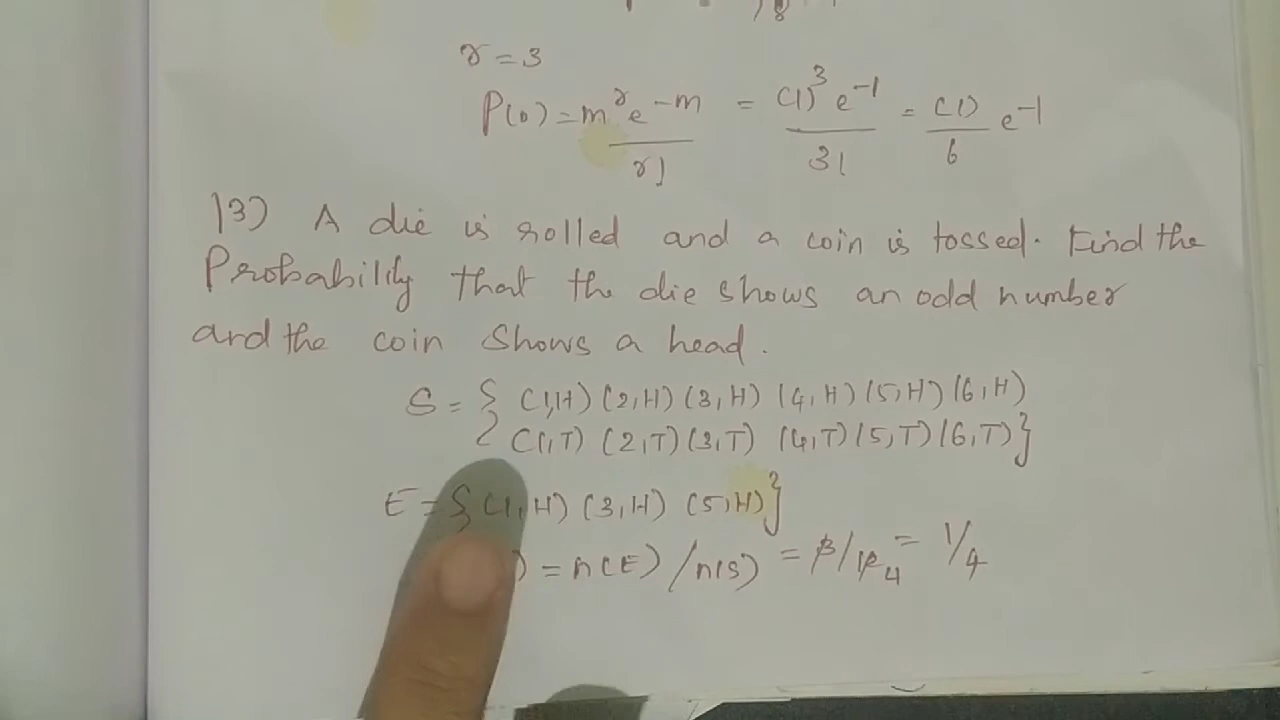 r = 3
P(0) = m^r e^-m / r! = (1)^3 e^-1 / 3! = (1) / 6 e^-1
13) A die is rolled and a coin is tossed. Find the
Probability that the die shows an odd number
and the coin shows a head.
S = { (1,H) (2,H) (3,H) (4,H) (5,H) (6,H)
(1,T) (2,T) (3,T) (4,T) (5,T) (6,T) }
E = { (1,H) (3,H) (5,H) }
) = n(E) / n(S) = 3/12 4 = 1/4